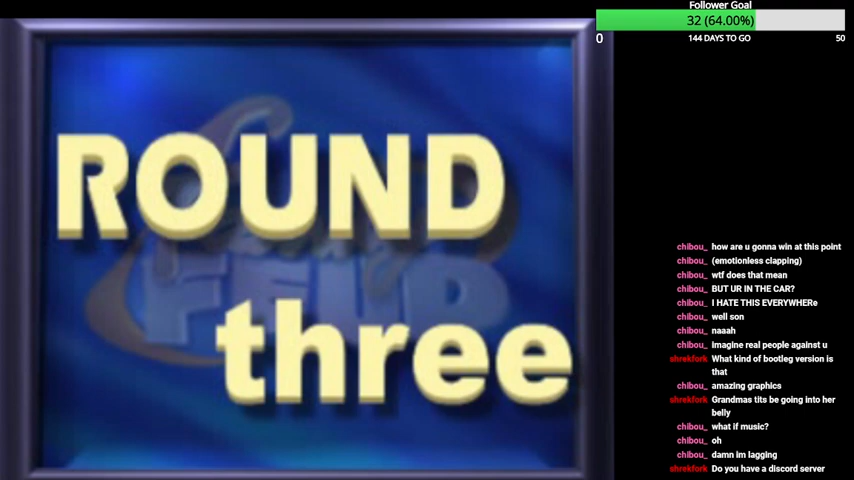 Follower Goal
32 (64.00%)
0
144 DAYS TO GO
50
ROUND
Family
FEUD
three
chibou_ how are u gonna win at this point
chibou_ (emotionless clapping)
chibou_ wtf does that mean
chibou_ BUT UR IN THE CAR?
chibou_ I HATE THIS EVERYWHERe
chibou_ well son
chibou_ naaah
chibou_ Imagine real people against u
shrekfork What kind of bootleg version is
that
chibou_ amazing graphics
shrekfork Grandmas tits be going into her
belly
chibou_ what if music?
chibou_ oh
chibou_ damn im lagging
shrekfork Do you have a discord server